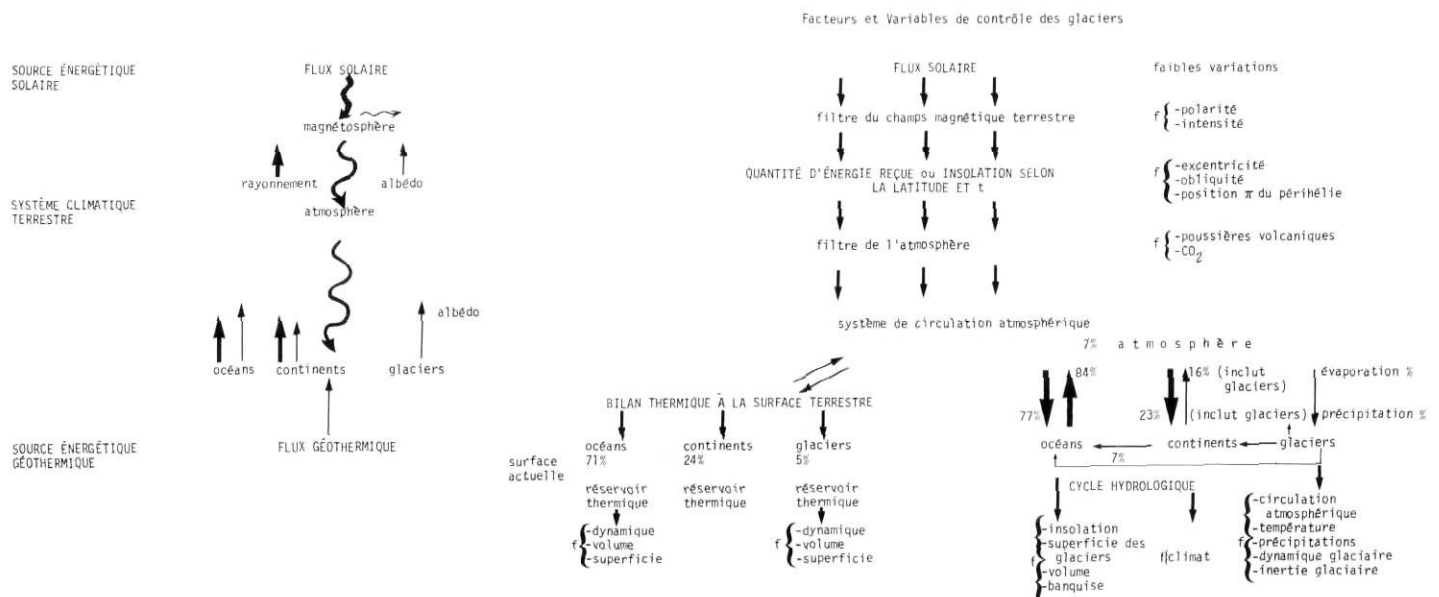 Facteurs et Variables de contrôle des glaciers
SOURCE ÉNERGÉTIQUE
SOLAIRE
FLUX SOLAIRE
magnétosphère
rayonnement
albédo
SYSTÈME CLIMATIQUE
TERRESTRE
atmosphère
albédo
océans
continents
glaciers
SOURCE ÉNERGÉTIQUE
GÉOTHERMIQUE
FLUX GÉOTHERMIQUE
FLUX SOLAIRE
faibles variations
filtre du champs magnétique terrestre
f{-polarité
-intensité
QUANTITÉ D'ÉNERGIE REÇUE ou INSOLATION SELON
LA LATITUDE ET t
f{-excentricité
-obliquité
-position π du périhélie
filtre de l'atmosphère
f{-poussières volcaniques
-CO2
système de circulation atmosphérique
BILAN THERMIQUE À LA SURFACE TERRESTRE
océans continents glaciers
surface 71% 24% 5%
actuelle
réservoir réservoir réservoir
thermique thermique thermique
f{-dynamique
-volume
-superficie
f{-dynamique
-volume
-superficie
7% atmosphère
84% 16% (inclut évaporation %
glaciers)
77% 23% (inclut glaciers) précipitation %
océans continents glaciers
7%
CYCLE HYDROLOGIQUE
f{-insolation
-superficie des
glaciers
-volume
-banquise
f|climat
f{-circulation
atmosphérique
-température
-précipitations
-dynamique glaciaire
-inertie glaciaire